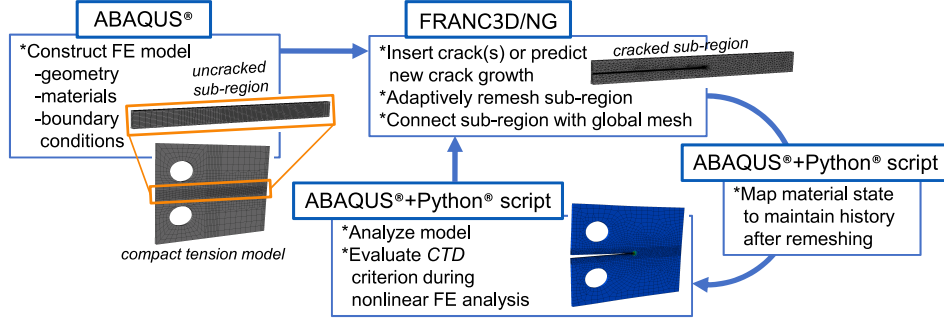 ABAQUS®
*Construct FE model
-geometry
-materials
-boundary
conditions
uncracked
sub-region
compact tension model
FRANC3D/NG
*Insert crack(s) or predict
new crack growth
*Adaptively remesh sub-region
*Connect sub-region with global mesh
cracked sub-region
ABAQUS®+Python® script
*Map material state
to maintain history
after remeshing
ABAQUS®+Python® script
*Analyze model
*Evaluate CTD
criterion during
nonlinear FE analysis